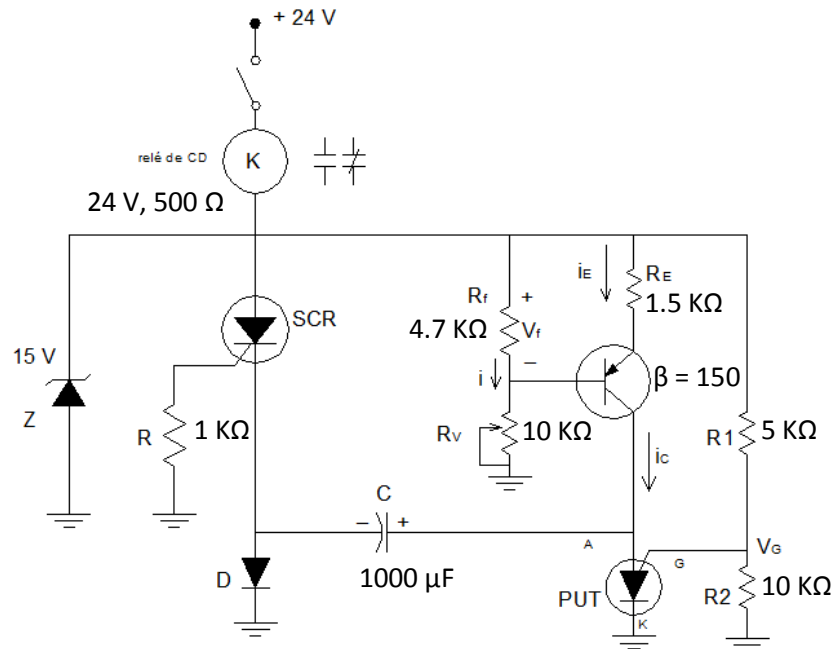 + 24 V
relé de CD
K
24 V, 500 Ω
SCR
15 V
Z
R
1 KΩ
Rf
4.7 KΩ
+
Vf
–
i
iE
RE
1.5 KΩ
β = 150
RV
10 KΩ
iC
R1
5 KΩ
C
– +
1000 µF
D
A
G
VG
PUT
K
R2
10 KΩ